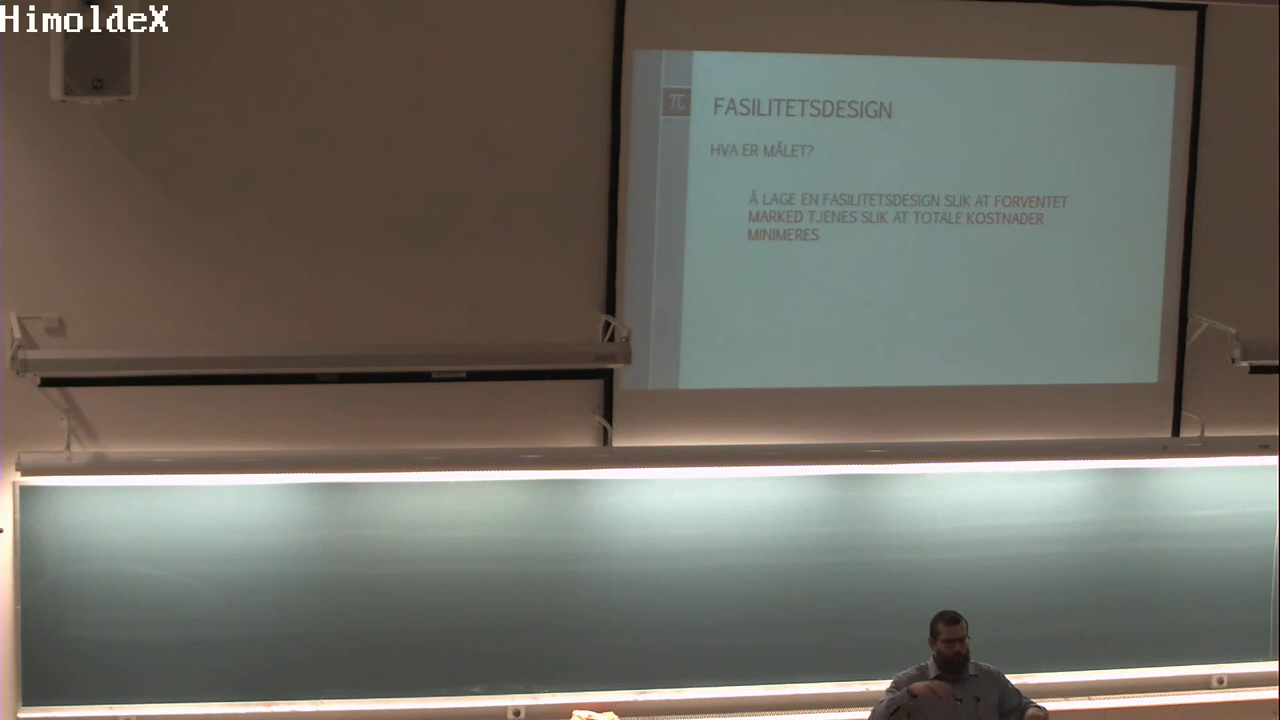 HimoldeX
π
FASILITETSDESIGN
HVA ER MÅLET?
Å LAGE EN FASILITETSDESIGN SLIK AT FORVENTET
MARKED TJENES SLIK AT TOTALE KOSTNADER
MINIMERES